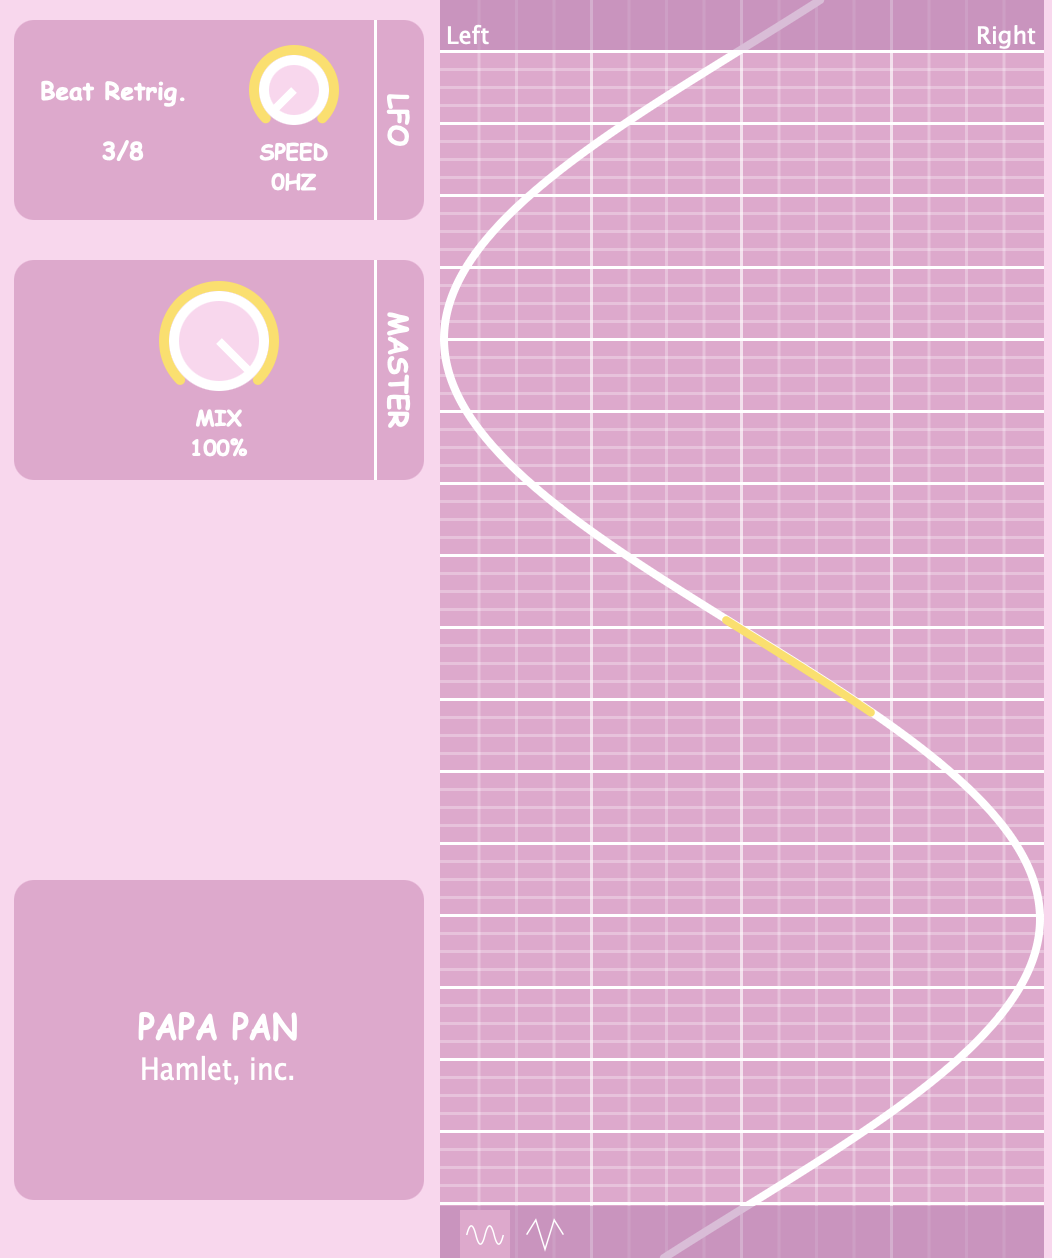 Left
Right
Beat Retrig.
3/8
SPEED
0HZ
LFO
MIX
100%
MASTER
PAPA PAN
Hamlet, inc.